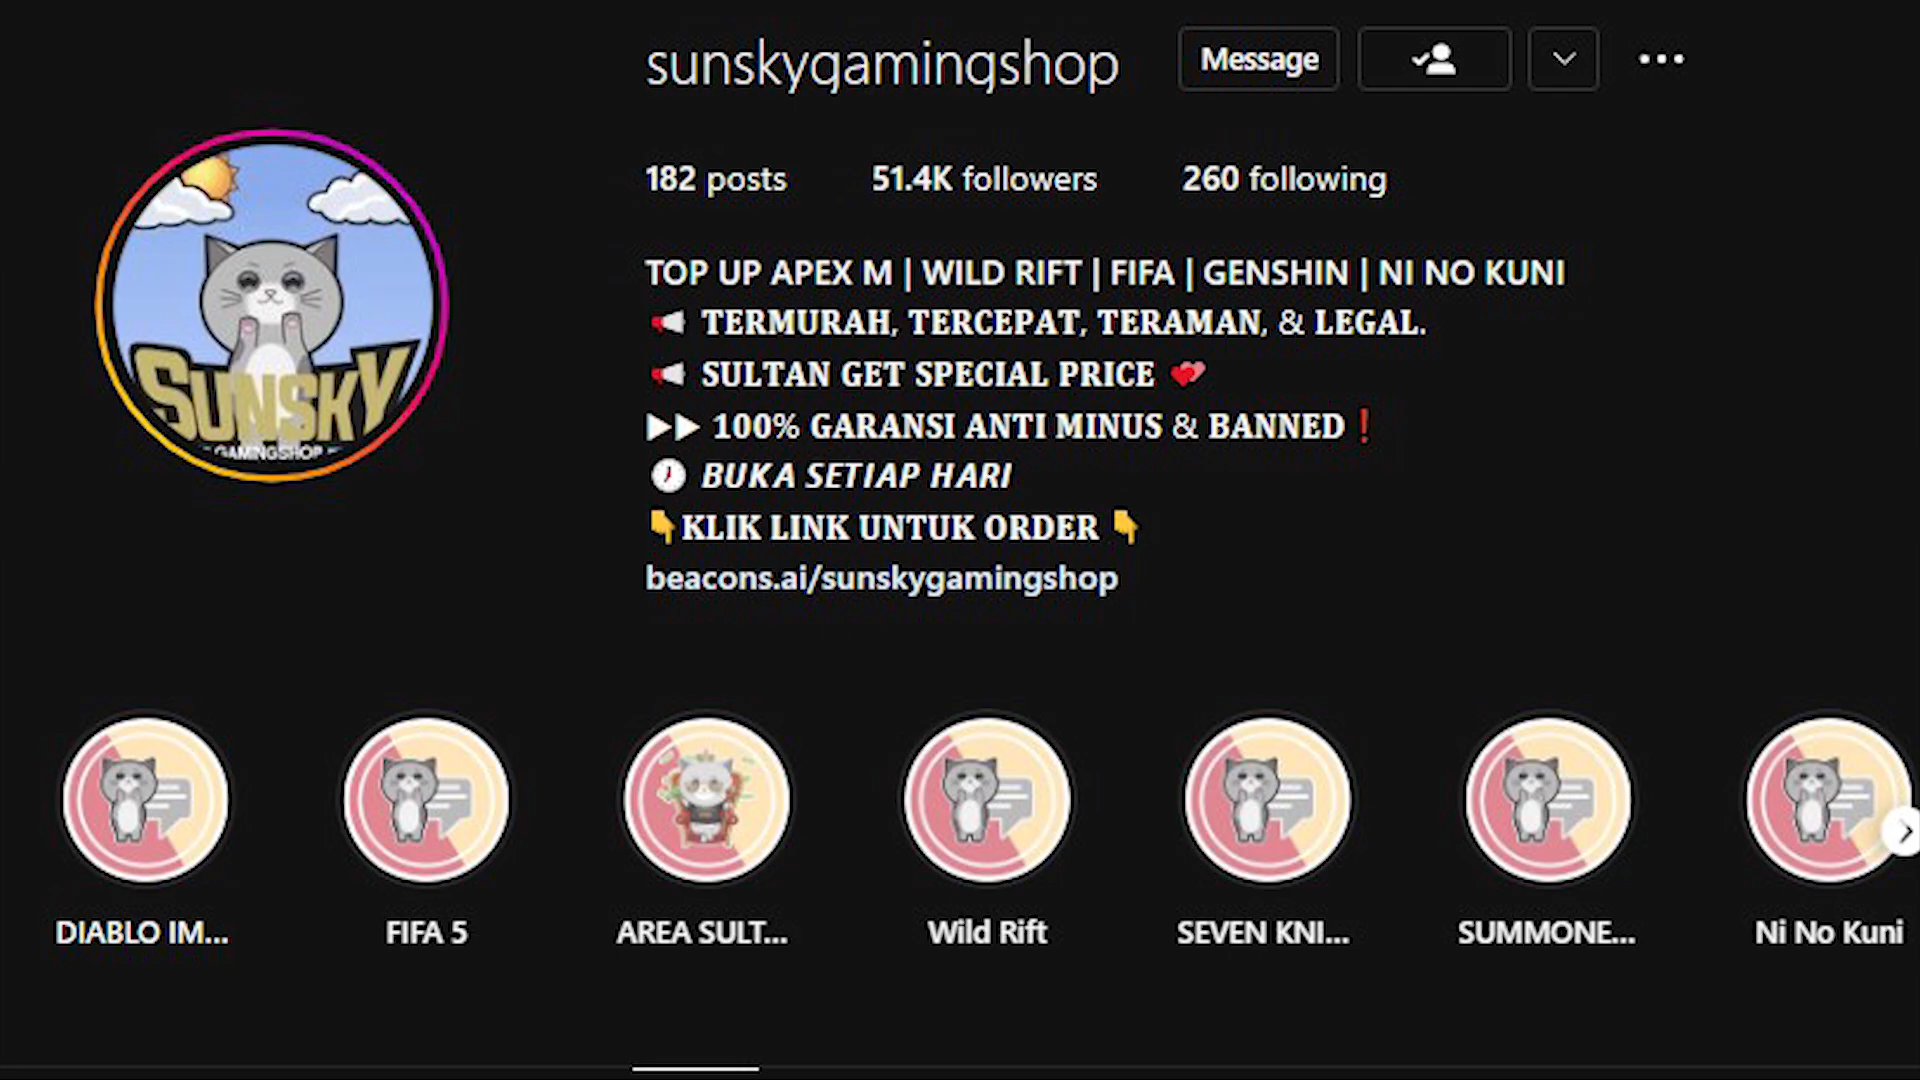 sunskygamingshop
Message
182 posts 51.4K followers 260 following
TOP UP APEX M | WILD RIFT | FIFA | GENSHIN | NI NO KUNI
TERMURAH, TERCEPAT, TERAMAN, & LEGAL.
SULTAN GET SPECIAL PRICE
100% GARANSI ANTI MINUS & BANNED❗
BUKA SETIAP HARI
KLIK LINK UNTUK ORDER
beacons.ai/sunskygamingshop
SUNSKY
GAMINGSHOP
DIABLO IM...
FIFA 5
AREA SULT...
Wild Rift
SEVEN KNI...
SUMMONE...
Ni No Kuni